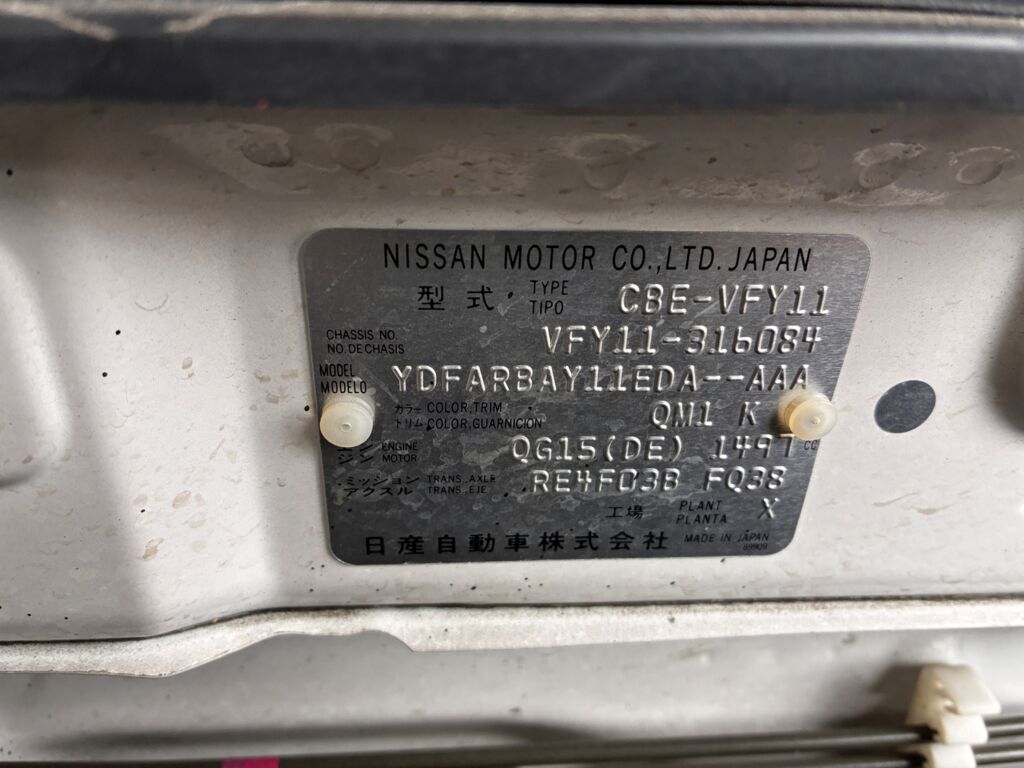 NISSAN MOTOR CO.,LTD. JAPAN
型式. TYPE TIPO CBE-VFY11
CHASSIS NO. NO. DE CHASIS VFY11-316084
MODEL MODELO YDFARBAY11EDA--AAA
カラー COLOR,TRIM
トリム COLOR,GUARNICION QM1 K
ジン ENGINE MOTOR QG15(DE) 1497 CC
ミッション TRANS.,AXLE
アクスル TRANS.,EJE RE4F03B FQ38
工場 PLANT PLANTA X
日産自動車株式会社 MADE IN JAPAN